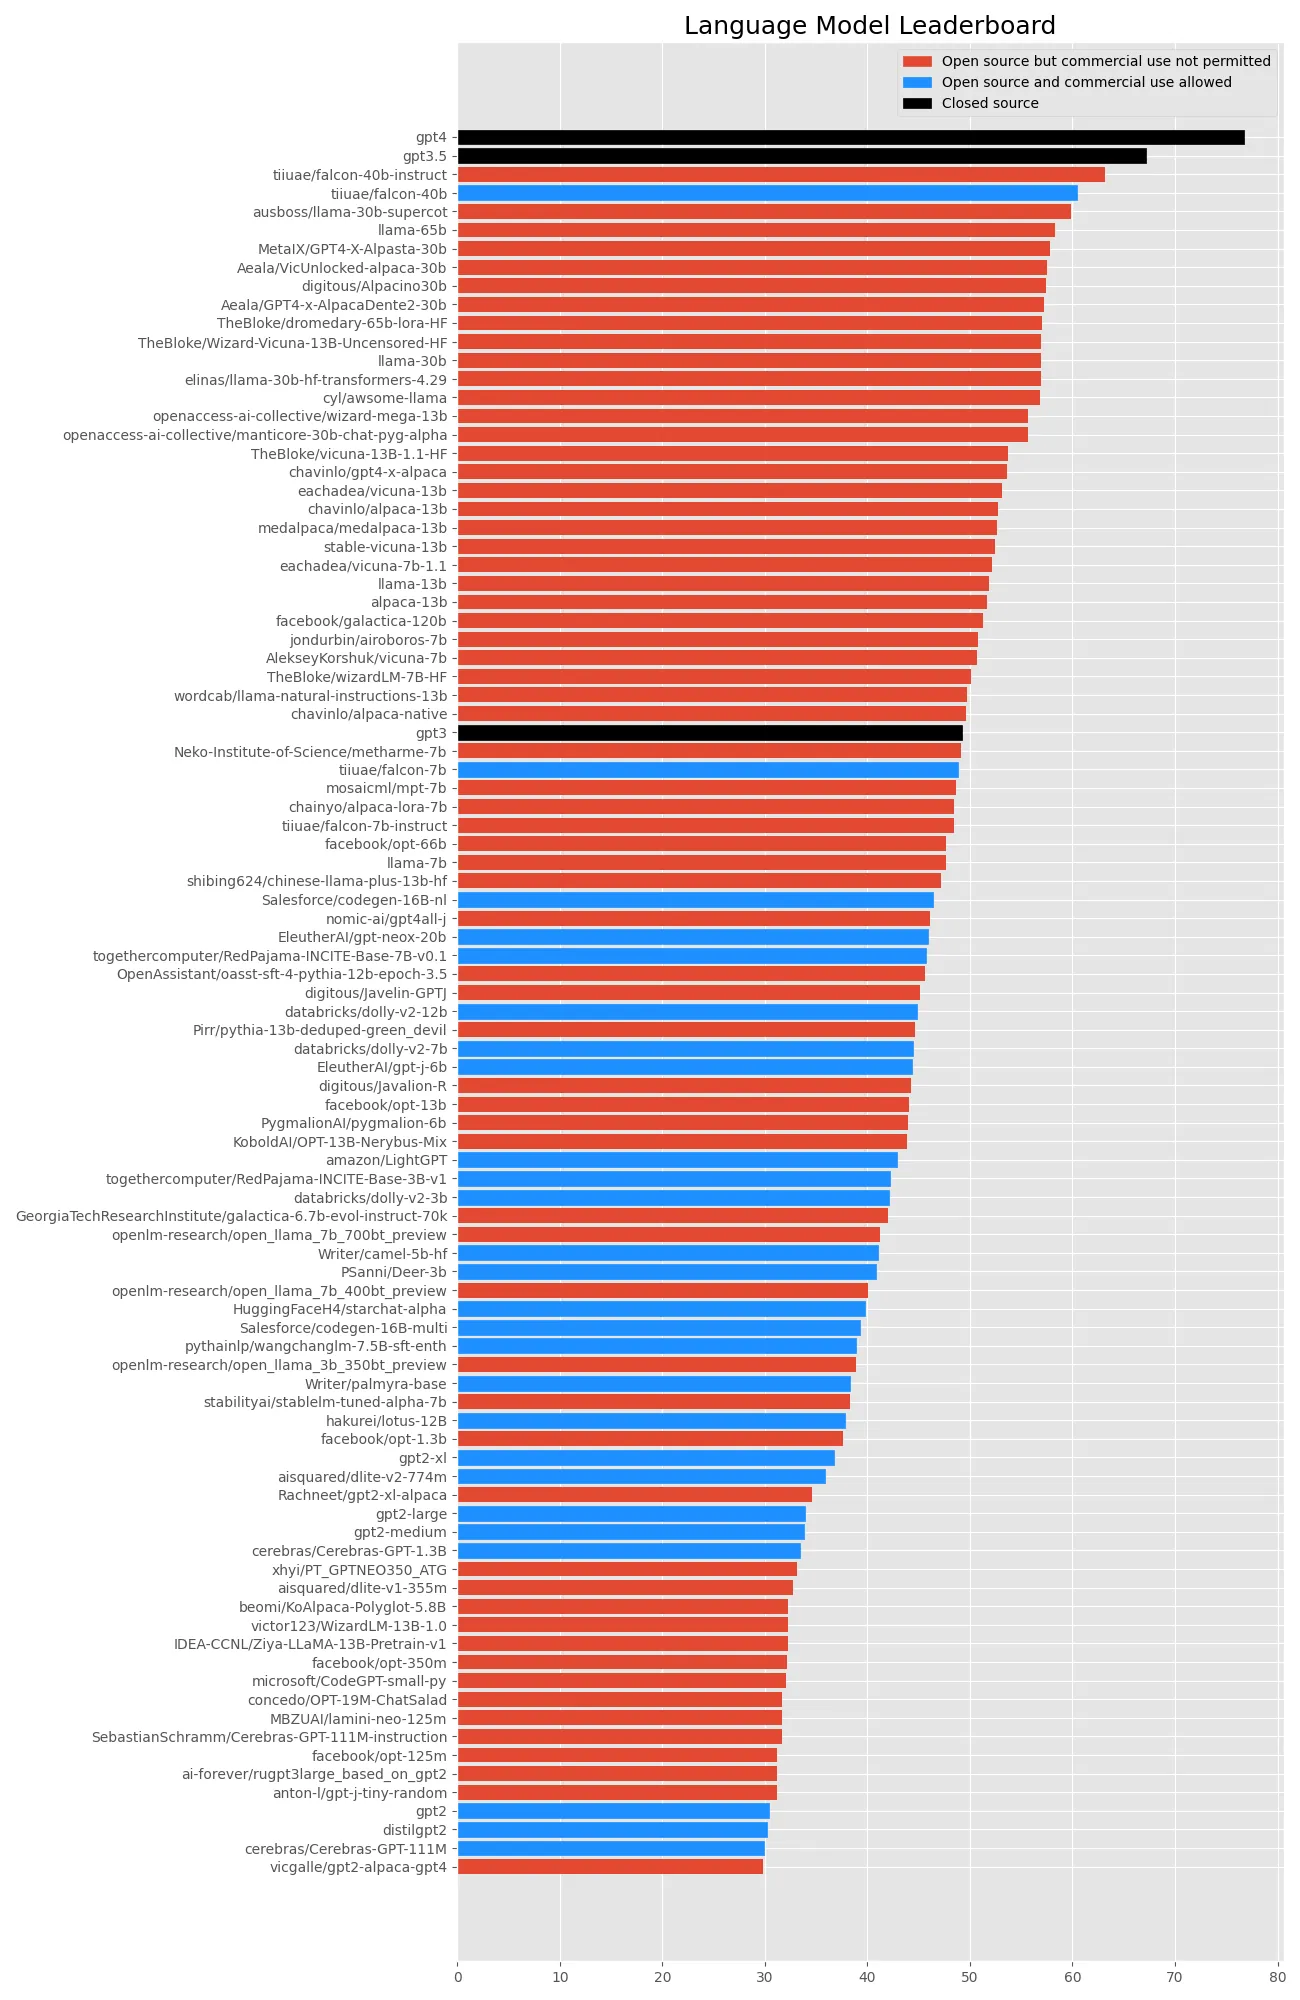 Language Model Leaderboard
Open source but commercial use not permitted
Open source and commercial use allowed
Closed source
gpt4
gpt3.5
tiiuae/falcon-40b-instruct
tiiuae/falcon-40b
ausboss/llama-30b-supercot
llama-65b
MetaIX/GPT4-X-Alpasta-30b
Aeala/VicUnlocked-alpaca-30b
digitous/Alpacino30b
Aeala/GPT4-x-AlpacaDente2-30b
TheBloke/dromedary-65b-lora-HF
TheBloke/Wizard-Vicuna-13B-Uncensored-HF
llama-30b
elinas/llama-30b-hf-transformers-4.29
cyl/awsome-llama
openaccess-ai-collective/wizard-mega-13b
openaccess-ai-collective/manticore-30b-chat-pyg-alpha
TheBloke/vicuna-13B-1.1-HF
chavinlo/gpt4-x-alpaca
eachadea/vicuna-13b
chavinlo/alpaca-13b
medalpaca/medalpaca-13b
stable-vicuna-13b
eachadea/vicuna-7b-1.1
llama-13b
alpaca-13b
facebook/galactica-120b
jondurbin/airoboros-7b
AlekseyKorshuk/vicuna-7b
TheBloke/wizardLM-7B-HF
wordcab/llama-natural-instructions-13b
chavinlo/alpaca-native
gpt3
Neko-Institute-of-Science/metharme-7b
tiiuae/falcon-7b
mosaicml/mpt-7b
chainyo/alpaca-lora-7b
tiiuae/falcon-7b-instruct
facebook/opt-66b
llama-7b
shibing624/chinese-llama-plus-13b-hf
Salesforce/codegen-16B-nl
nomic-ai/gpt4all-j
EleutherAI/gpt-neox-20b
togethercomputer/RedPajama-INCITE-Base-7B-v0.1
OpenAssistant/oasst-sft-4-pythia-12b-epoch-3.5
digitous/Javelin-GPTJ
databricks/dolly-v2-12b
Pirr/pythia-13b-deduped-green_devil
databricks/dolly-v2-7b
EleutherAI/gpt-j-6b
digitous/Javalion-R
facebook/opt-13b
PygmalionAI/pygmalion-6b
KoboldAI/OPT-13B-Nerybus-Mix
amazon/LightGPT
togethercomputer/RedPajama-INCITE-Base-3B-v1
databricks/dolly-v2-3b
GeorgiaTechResearchInstitute/galactica-6.7b-evol-instruct-70k
openlm-research/open_llama_7b_700bt_preview
Writer/camel-5b-hf
PSanni/Deer-3b
openlm-research/open_llama_7b_400bt_preview
HuggingFaceH4/starchat-alpha
Salesforce/codegen-16B-multi
pythainlp/wangchanglm-7.5B-sft-enth
openlm-research/open_llama_3b_350bt_preview
Writer/palmyra-base
stabilityai/stablelm-tuned-alpha-7b
hakurei/lotus-12B
facebook/opt-1.3b
gpt2-xl
aisquared/dlite-v2-774m
Rachneet/gpt2-xl-alpaca
gpt2-large
gpt2-medium
cerebras/Cerebras-GPT-1.3B
xhyi/PT_GPTNEO350_ATG
aisquared/dlite-v1-355m
beomi/KoAlpaca-Polyglot-5.8B
victor123/WizardLM-13B-1.0
IDEA-CCNL/Ziya-LLaMA-13B-Pretrain-v1
facebook/opt-350m
microsoft/CodeGPT-small-py
concedo/OPT-19M-ChatSalad
MBZUAI/lamini-neo-125m
SebastianSchramm/Cerebras-GPT-111M-instruction
facebook/opt-125m
ai-forever/rugpt3large_based_on_gpt2
anton-l/gpt-j-tiny-random
gpt2
distilgpt2
cerebras/Cerebras-GPT-111M
vicgalle/gpt2-alpaca-gpt4
0 10 20 30 40 50 60 70 80